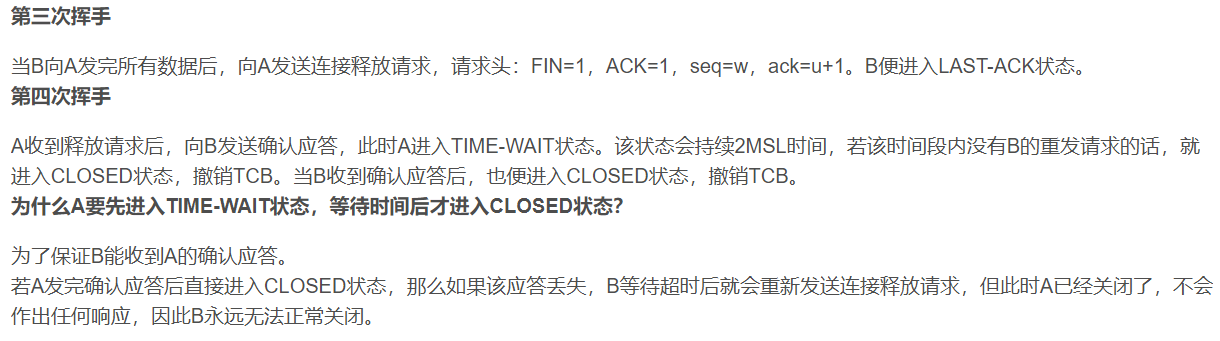 第三次挥手
当B向A发完所有数据后，向A发送连接释放请求，请求头：FIN=1，ACK=1，seq=w，ack=u+1。B便进入LAST-ACK状态。
第四次挥手
A收到释放请求后，向B发送确认应答，此时A进入TIME-WAIT状态。该状态会持续2MSL时间，若该时间段内没有B的重发请求的话，就
进入CLOSED状态，撤销TCB。当B收到确认应答后，也便进入CLOSED状态，撤销TCB。
为什么A要先进入TIME-WAIT状态，等待时间后才进入CLOSED状态？
为了保证B能收到A的确认应答。
若A发完确认应答后直接进入CLOSED状态，那么如果该应答丢失，B等待超时后就会重新发送连接释放请求，但此时A已经关闭了，不会
作出任何响应，因此B永远无法正常关闭。